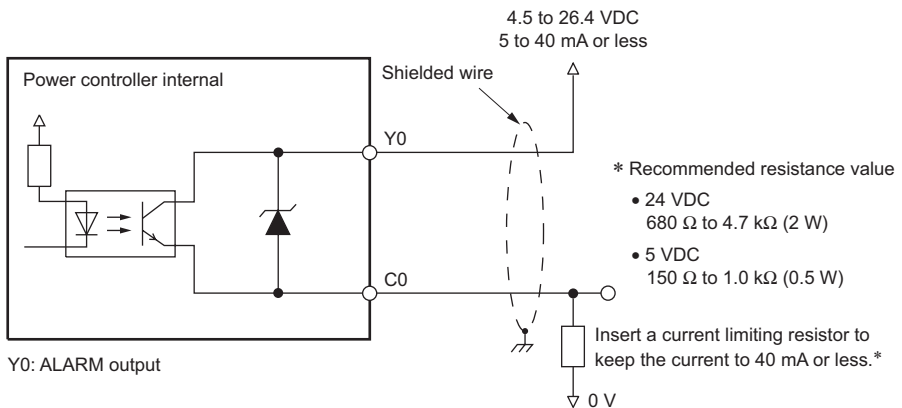 4.5 to 26.4 VDC
5 to 40 mA or less
Power controller internal
Shielded wire
Y0
* Recommended resistance value
• 24 VDC
680 Ω to 4.7 kΩ (2 W)
• 5 VDC
150 Ω to 1.0 kΩ (0.5 W)
C0
Insert a current limiting resistor to
keep the current to 40 mA or less.*
Y0: ALARM output
0 V